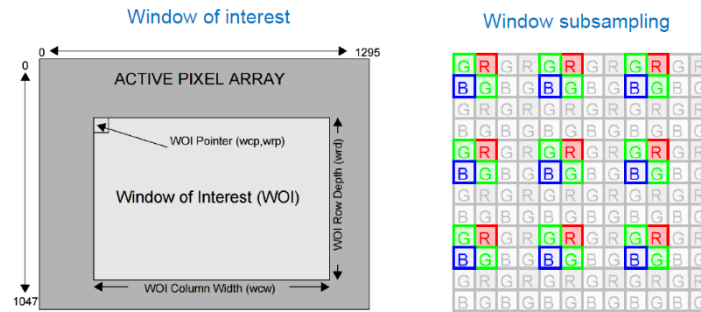 Window of interest
0
1295
0
ACTIVE PIXEL ARRAY
WOI Pointer (wcp,wrp)
Window of Interest (WOI)
WOI Row Depth (wrd)
WOI Column Width (wcw)
1047
Window subsampling
G R G R G R G R G R G R
B G B G B G B G B G B G
G R G R G R G R G R G R
B G B G B G B G B G B G
G R G R G R G R G R G R
B G B G B G B G B G B G
G R G R G R G R G R G R
B G B G B G B G B G B G
G R G R G R G R G R G R
B G B G B G B G B G B G
G R G R G R G R G R G R
B G B G B G B G B G B G